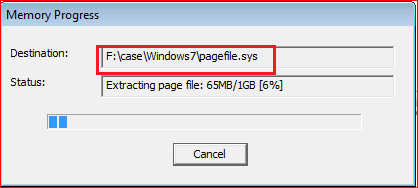 Memory Progress
Destination: F:\case\Windows7\pagefile.sys
Status: Extracting page file: 65MB/1GB [6%]
Cancel